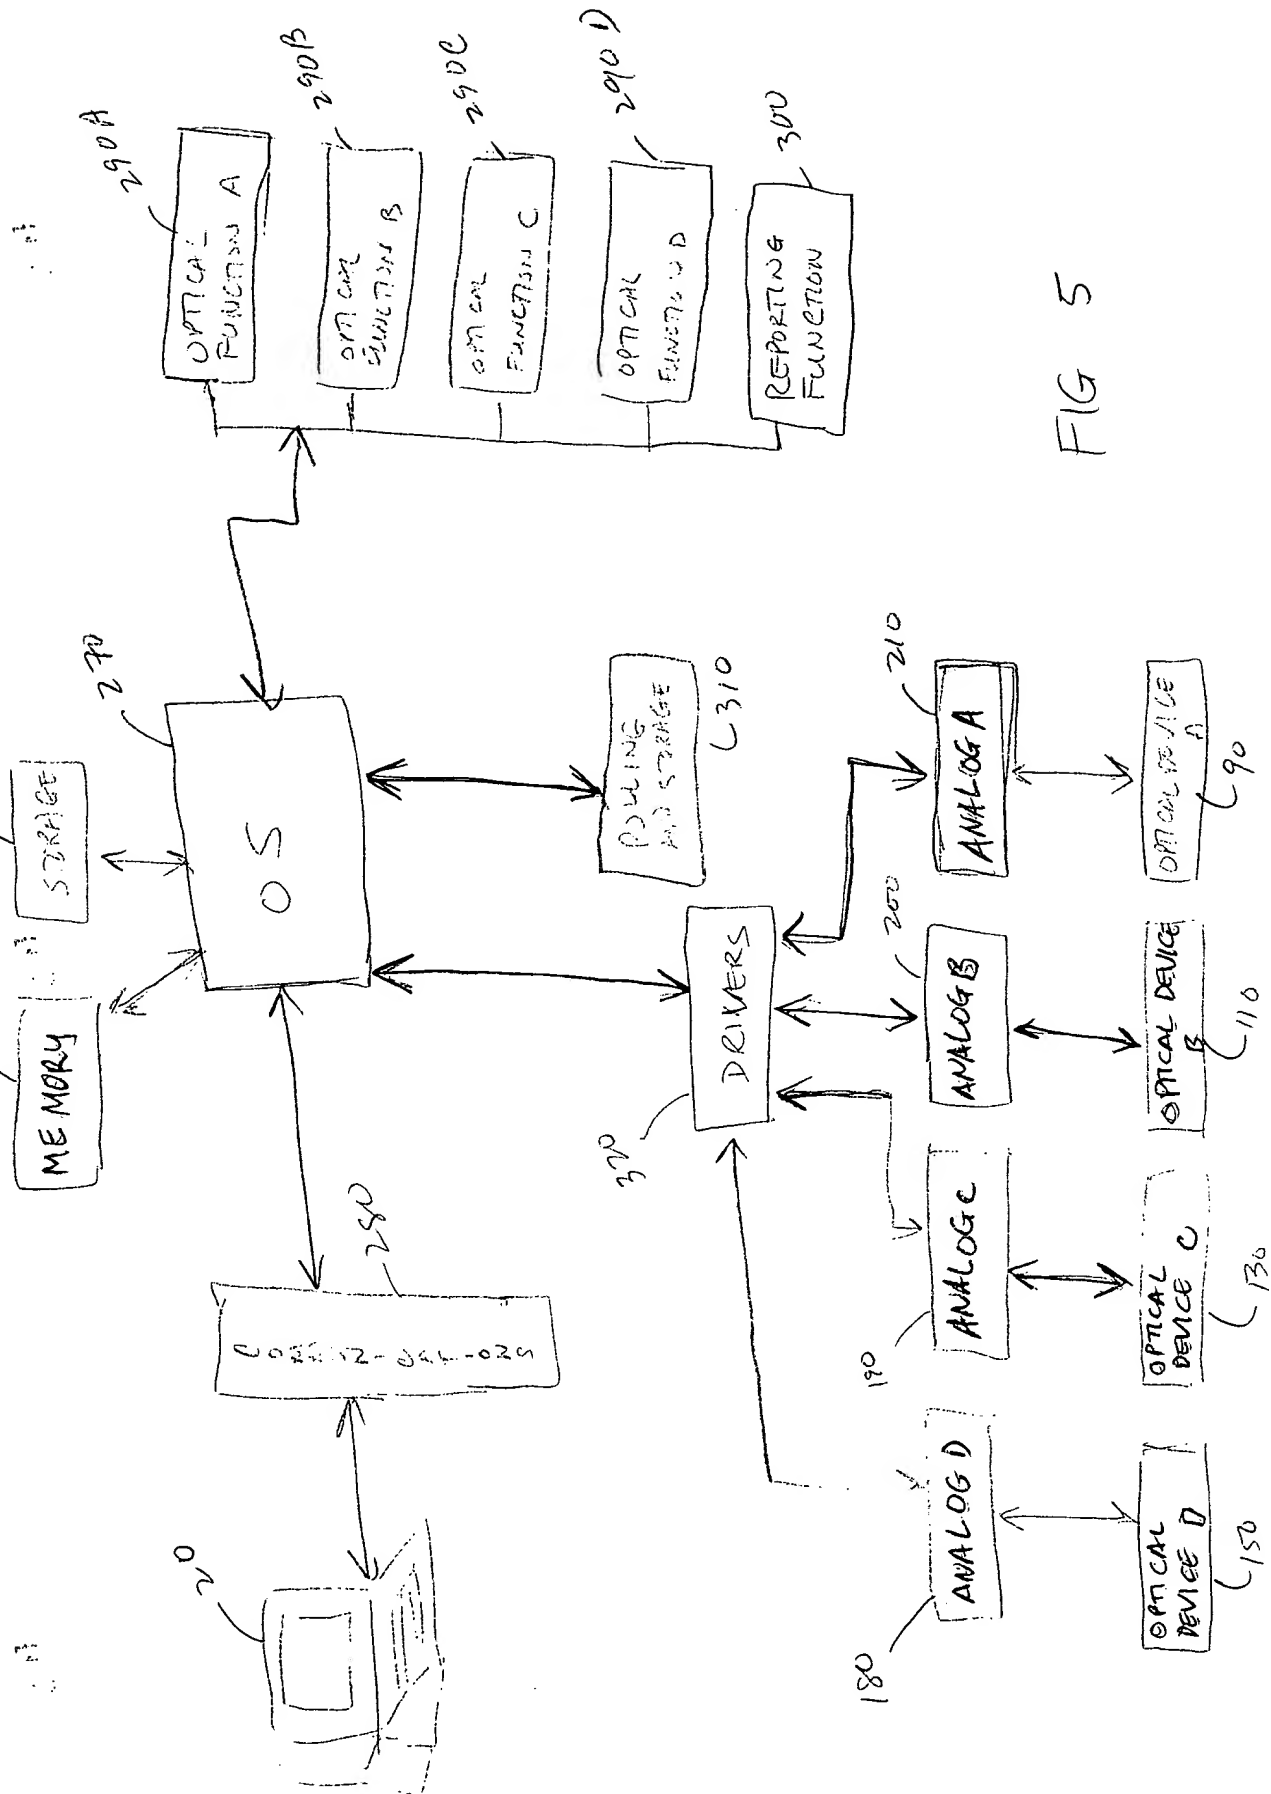 MEMORY
STORAGE
270
OS
20
280
290A
OPTICAL
FUNCTION A
290B
OPTICAL
FUNCTION B
290C
OPTICAL
FUNCTION C
290D
OPTICAL
FUNCTION D
300
REPORTING
FUNCTION
POLLING
AND STORAGE
310
320
DRIVERS
180
ANALOG D
190
ANALOG C
200
ANALOG B
210
ANALOG A
OPTICAL
DEVICE D
150
OPTICAL
DEVICE C
130
OPTICAL DEVICE
B
110
OPTICAL DEVICE
A
90
FIG 5